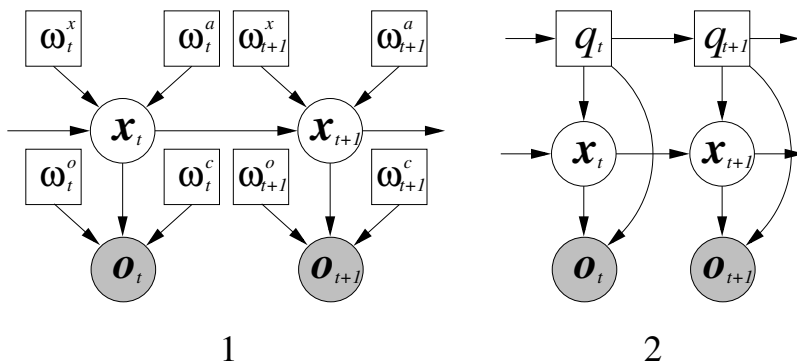 ω_t^x ω_t^a ω_{t+1}^x ω_{t+1}^a q_t q_{t+1}
x_t x_{t+1} x_t x_{t+1}
ω_t^o ω_t^c ω_{t+1}^o ω_{t+1}^c
o_t o_{t+1} o_t o_{t+1}
1 2